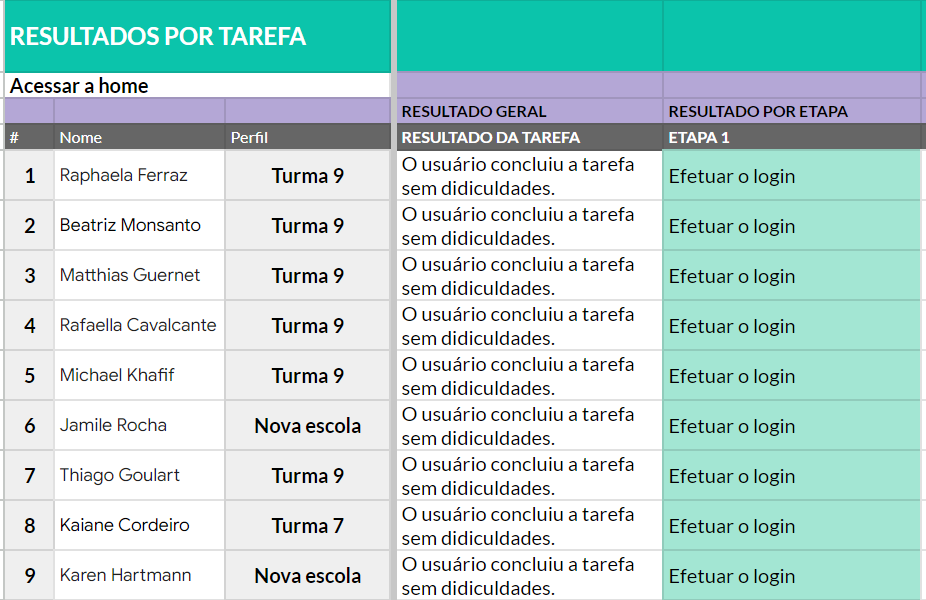 RESULTADOS POR TAREFA
Acessar a home
RESULTADO GERAL RESULTADO POR ETAPA
# Nome Perfil RESULTADO DA TAREFA ETAPA 1
1 Raphaela Ferraz Turma 9 O usuário concluiu a tarefa
sem didiculdades. Efetuar o login
2 Beatriz Monsanto Turma 9 O usuário concluiu a tarefa
sem didiculdades. Efetuar o login
3 Matthias Guernet Turma 9 O usuário concluiu a tarefa
sem didiculdades. Efetuar o login
4 Rafaella Cavalcante Turma 9 O usuário concluiu a tarefa
sem didiculdades. Efetuar o login
5 Michael Khafif Turma 9 O usuário concluiu a tarefa
sem didiculdades. Efetuar o login
6 Jamile Rocha Nova escola O usuário concluiu a tarefa
sem didiculdades. Efetuar o login
7 Thiago Goulart Turma 9 O usuário concluiu a tarefa
sem didiculdades. Efetuar o login
8 Kaiane Cordeiro Turma 7 O usuário concluiu a tarefa
sem didiculdades. Efetuar o login
9 Karen Hartmann Nova escola O usuário concluiu a tarefa
sem didiculdades. Efetuar o login